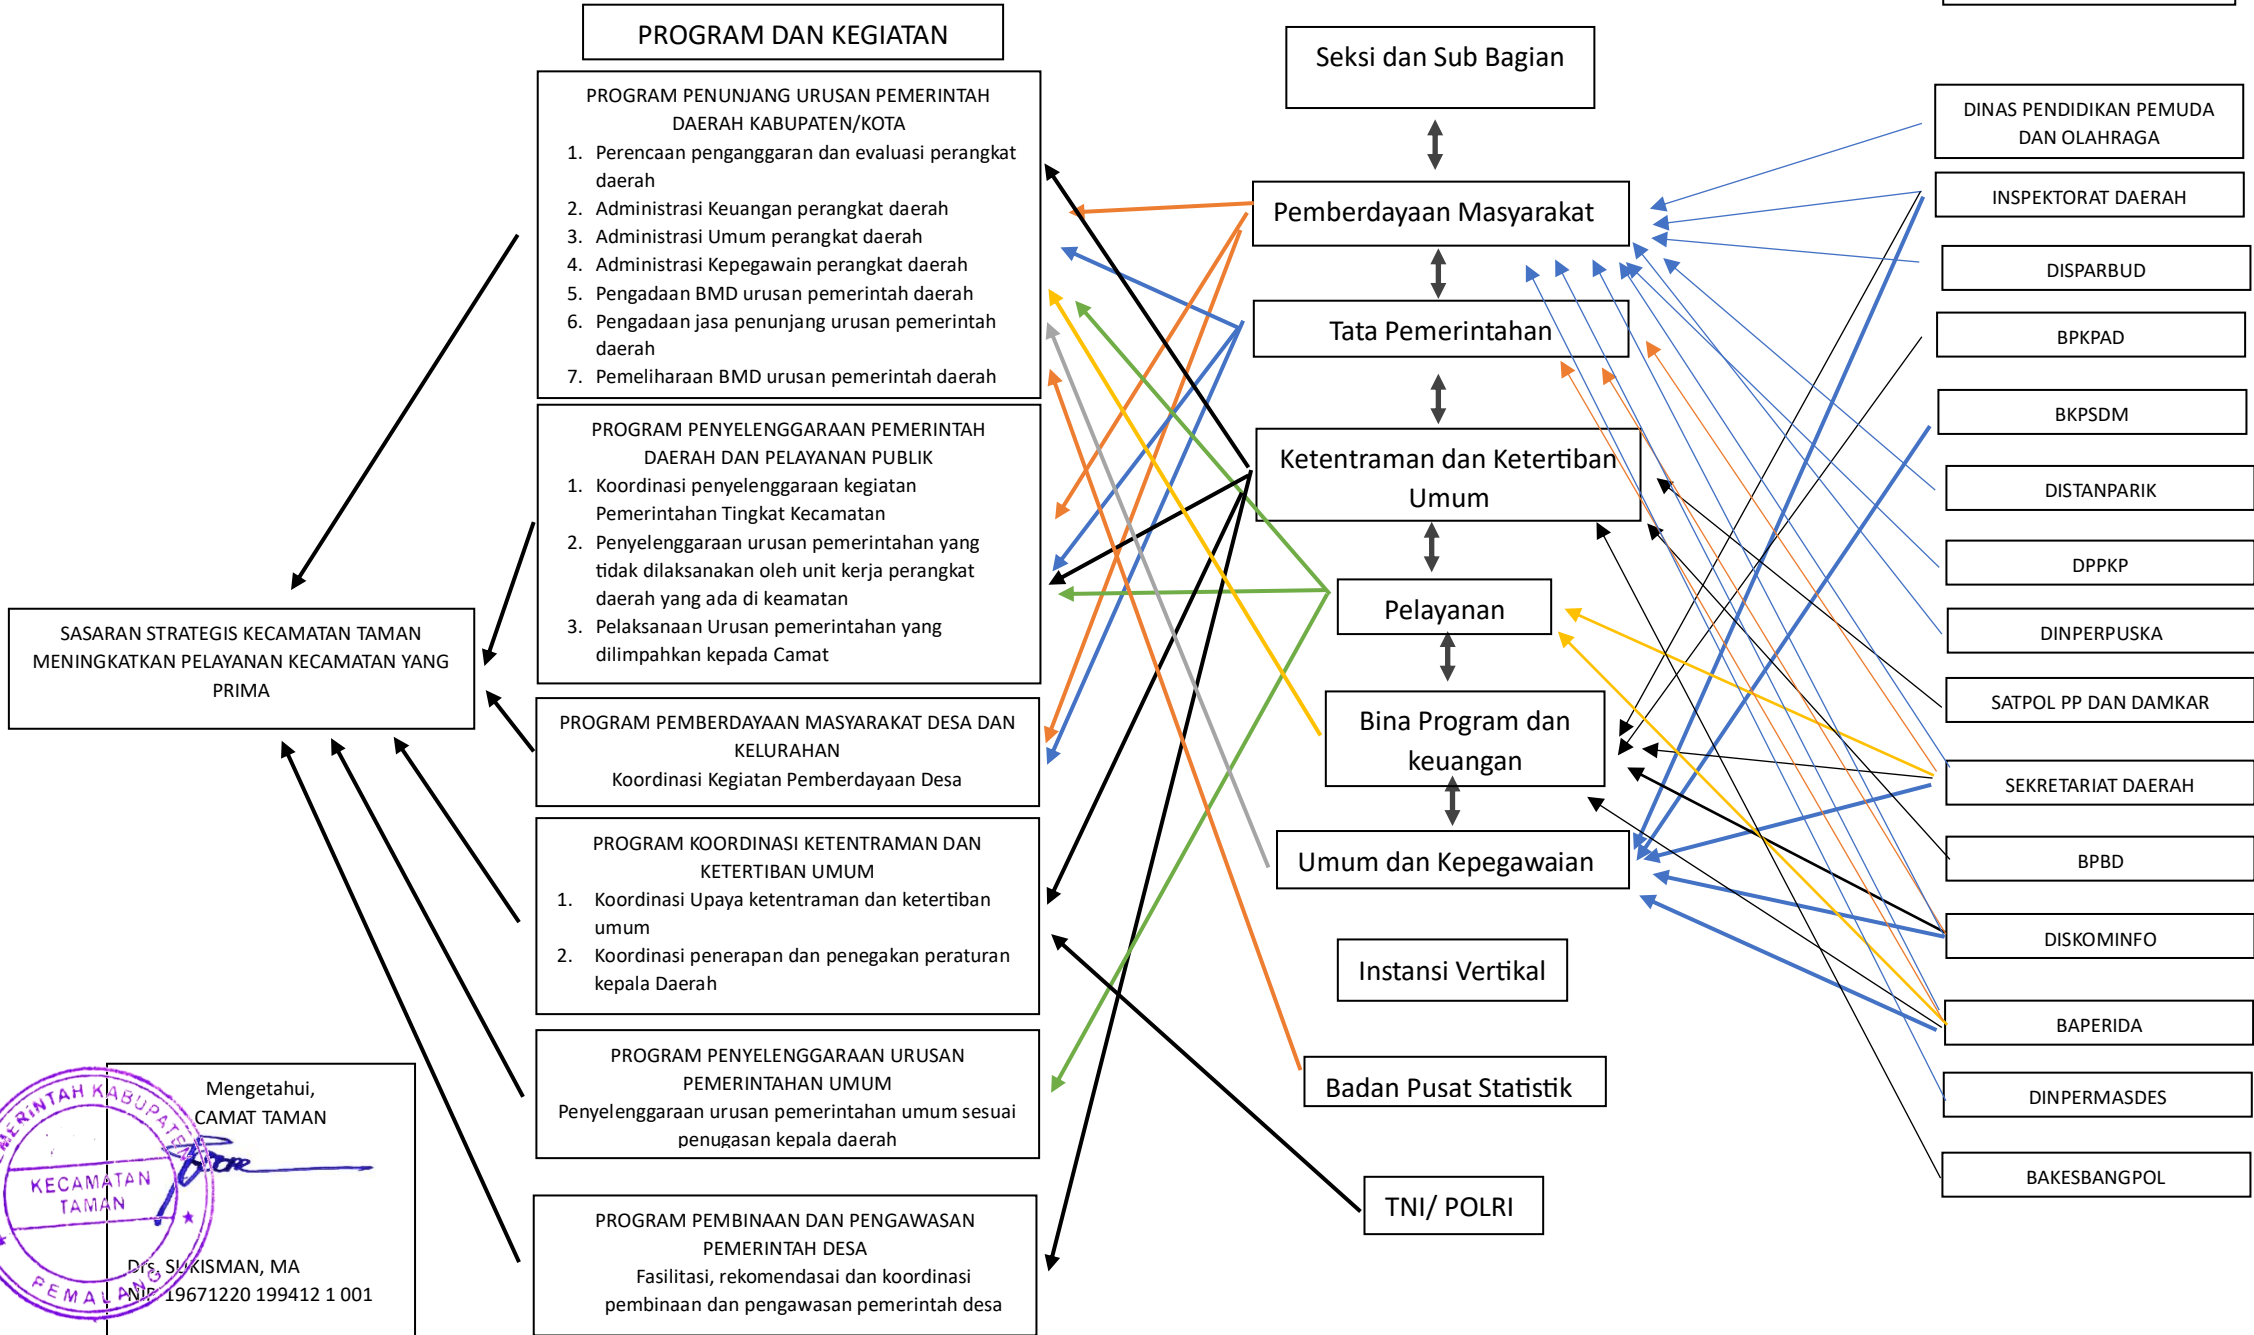 PROGRAM DAN KEGIATAN
PROGRAM PENUNJANG URUSAN PEMERINTAH
DAERAH KABUPATEN/KOTA
1. Perencaan penganggaran dan evaluasi perangkat
daerah
2. Administrasi Keuangan perangkat daerah
3. Administrasi Umum perangkat daerah
4. Administrasi Kepegawain perangkat daerah
5. Pengadaan BMD urusan pemerintah daerah
6. Pengadaan jasa penunjang urusan pemerintah
daerah
7. Pemeliharaan BMD urusan pemerintah daerah
PROGRAM PENYELENGGARAAN PEMERINTAH
DAERAH DAN PELAYANAN PUBLIK
1. Koordinasi penyelenggaraan kegiatan
Pemerintahan Tingkat Kecamatan
2. Penyelenggaraan urusan pemerintahan yang
tidak dilaksanakan oleh unit kerja perangkat
daerah yang ada di keamatan
3. Pelaksanaan Urusan pemerintahan yang
dilimpahkan kepada Camat
PROGRAM PEMBERDAYAAN MASYARAKAT DESA DAN
KELURAHAN
Koordinasi Kegiatan Pemberdayaan Desa
PROGRAM KOORDINASI KETENTRAMAN DAN
KETERTIBAN UMUM
1. Koordinasi Upaya ketentraman dan ketertiban
umum
2. Koordinasi penerapan dan penegakan peraturan
kepala Daerah
PROGRAM PENYELENGGARAAN URUSAN
PEMERINTAHAN UMUM
Penyelenggaraan urusan pemerintahan umum sesuai
penugasan kepala daerah
PROGRAM PEMBINAAN DAN PENGAWASAN
PEMERINTAH DESA
Fasilitasi, rekomendasai dan koordinasi
pembinaan dan pengawasan pemerintah desa
SASARAN STRATEGIS KECAMATAN TAMAN
MENINGKATKAN PELAYANAN KECAMATAN YANG
PRIMA
Mengetahui,
CAMAT TAMAN
Drs. SUKISMAN, MA
NIP 19671220 199412 1 001
KABUPATEN
KECAMATAN
TAMAN
PEMALANG
Seksi dan Sub Bagian
Pemberdayaan Masyarakat
Tata Pemerintahan
Ketentraman dan Ketertiban
Umum
Pelayanan
Bina Program dan
keuangan
Umum dan Kepegawaian
Instansi Vertikal
Badan Pusat Statistik
TNI/ POLRI
DINAS PENDIDIKAN PEMUDA
DAN OLAHRAGA
INSPEKTORAT DAERAH
DISPARBUD
BPKPAD
BKPSDM
DISTANPARIK
DPPKP
DINPERPUSKA
SATPOL PP DAN DAMKAR
SEKRETARIAT DAERAH
BPBD
DISKOMINFO
BAPERIDA
DINPERMASDES
BAKESBANGPOL